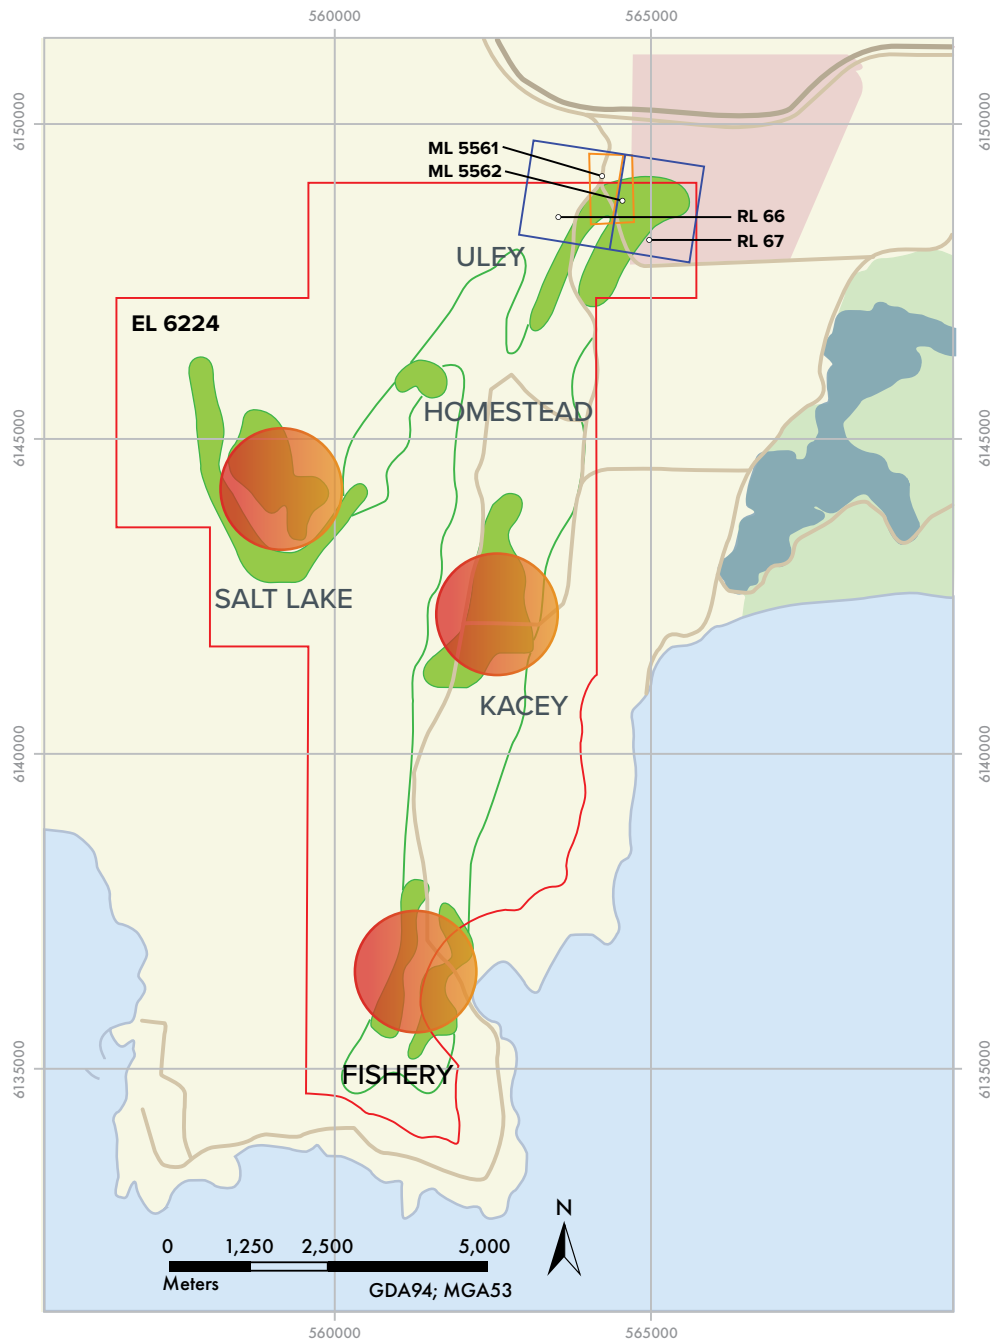 560000
565000
6150000
6150000
ML 5561
ML 5562
RL 66
RL 67
ULEY
EL 6224
HOMESTEAD
6145000
6145000
SALT LAKE
KACEY
6140000
6140000
FISHERY
6135000
6135000
N
0 1,250 2,500 5,000
Meters
GDA94; MGA53
560000
565000